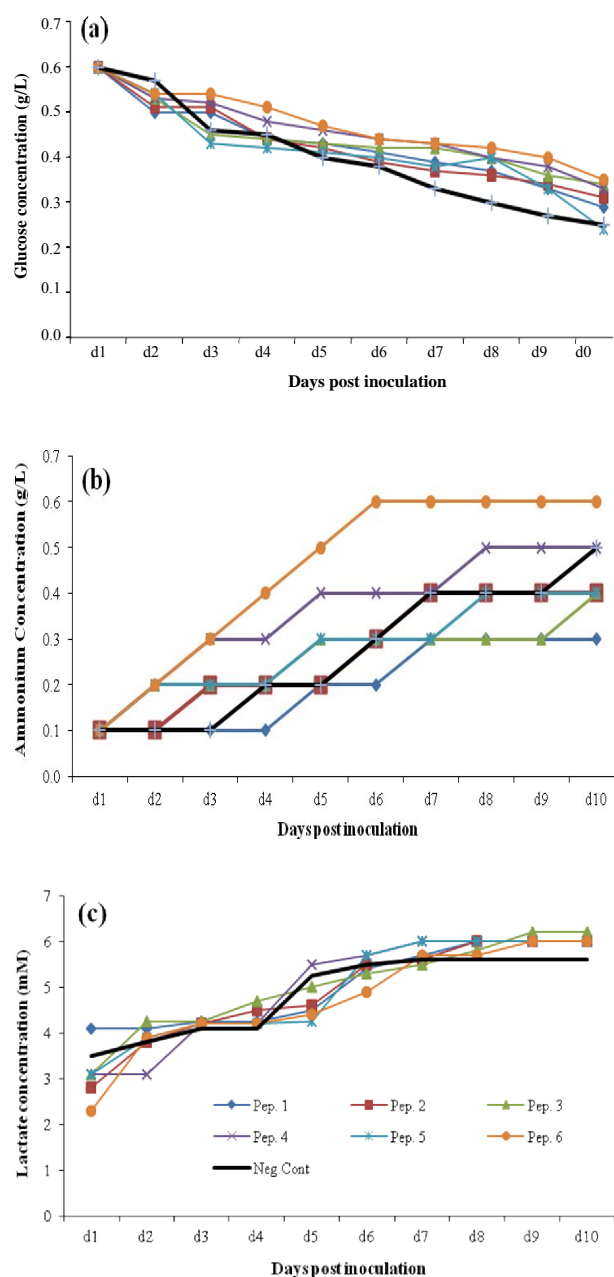 (a)
Glucose concentration (g/L)
0.7
0.6
0.5
0.4
0.3
0.2
0.1
0.0
d1 d2 d3 d4 d5 d6 d7 d8 d9 d0
Days post inoculation
(b)
Ammonium Concentration (g/L)
0.7
0.6
0.5
0.4
0.3
0.2
0.1
0.0
d1 d2 d3 d4 d5 d6 d7 d8 d9 d10
Days post inoculation
(c)
Lactate concentration (mM)
7
6
5
4
3
2
1
0
Pep. 1 Pep. 2 Pep. 3
Pep. 4 Pep. 5 Pep. 6
Neg Cont
d1 d2 d3 d4 d5 d6 d7 d8 d9 d10
Days post inoculation